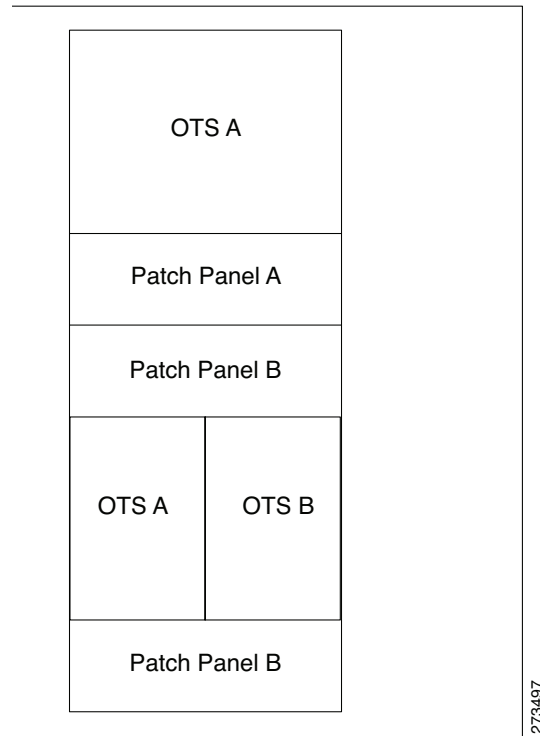 OTS A
Patch Panel A
Patch Panel B
OTS A
OTS B
Patch Panel B
273497